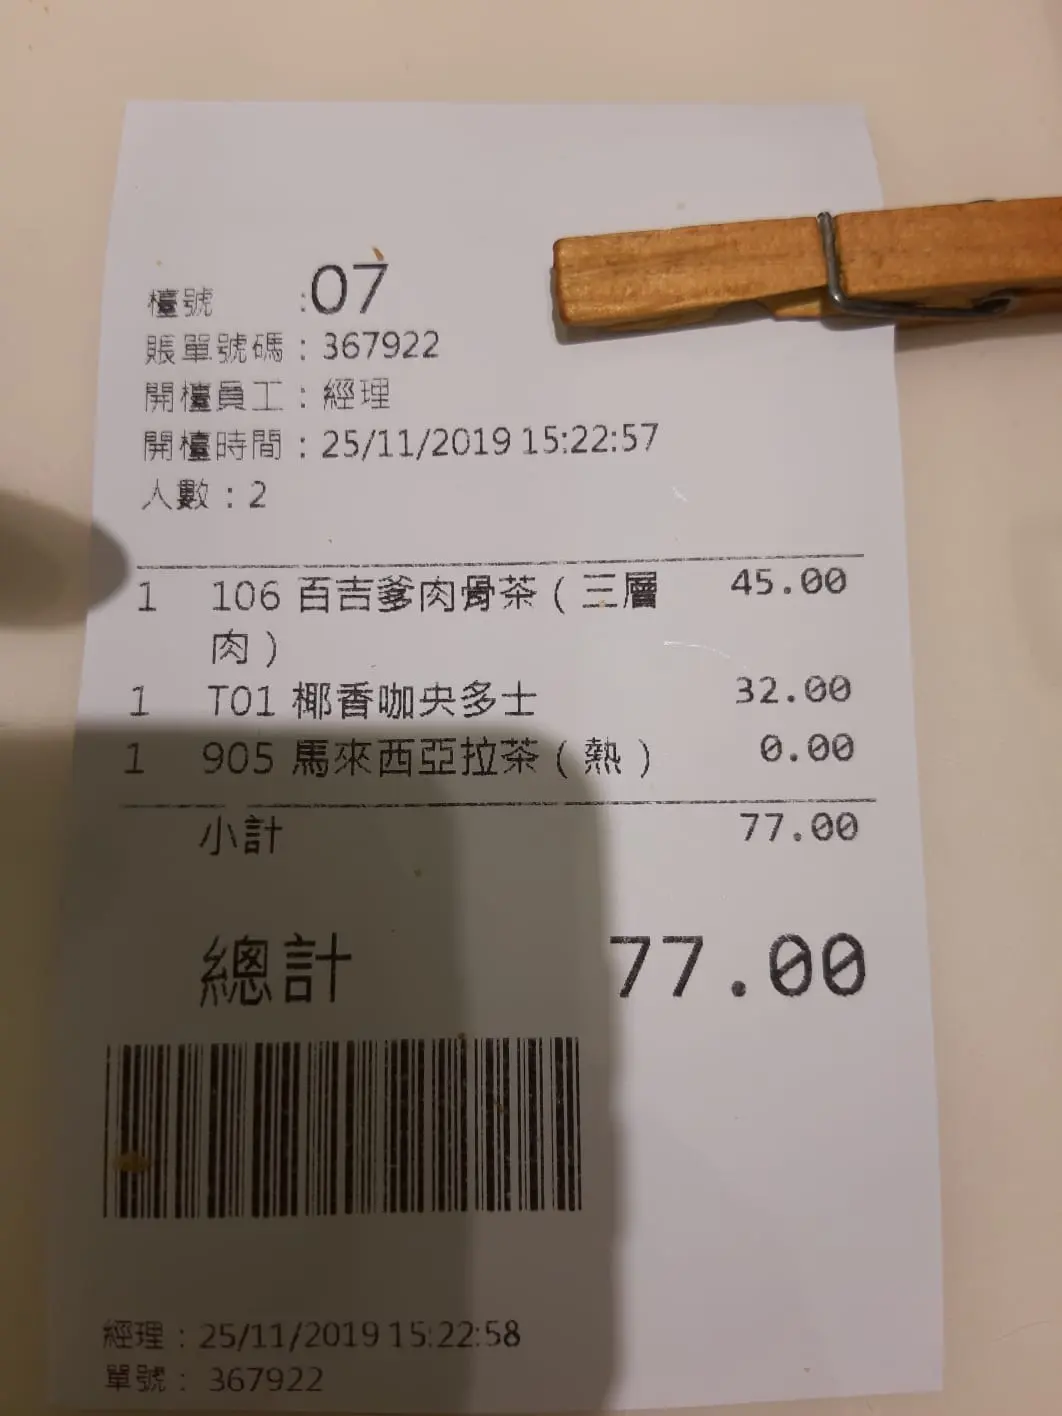 檯號 :07
賬單號碼：367922
開檯員工：經理
開檯時間：25/11/2019 15:22:57
人數：2
1 106 百吉爹肉骨茶（三層 45.00
肉）
1 T01 椰香咖央多士 32.00
1 905 馬來西亞拉茶（熱） 0.00
小計 77.00
總計 77.00
經理：25/11/2019 15:22:58
單號：367922